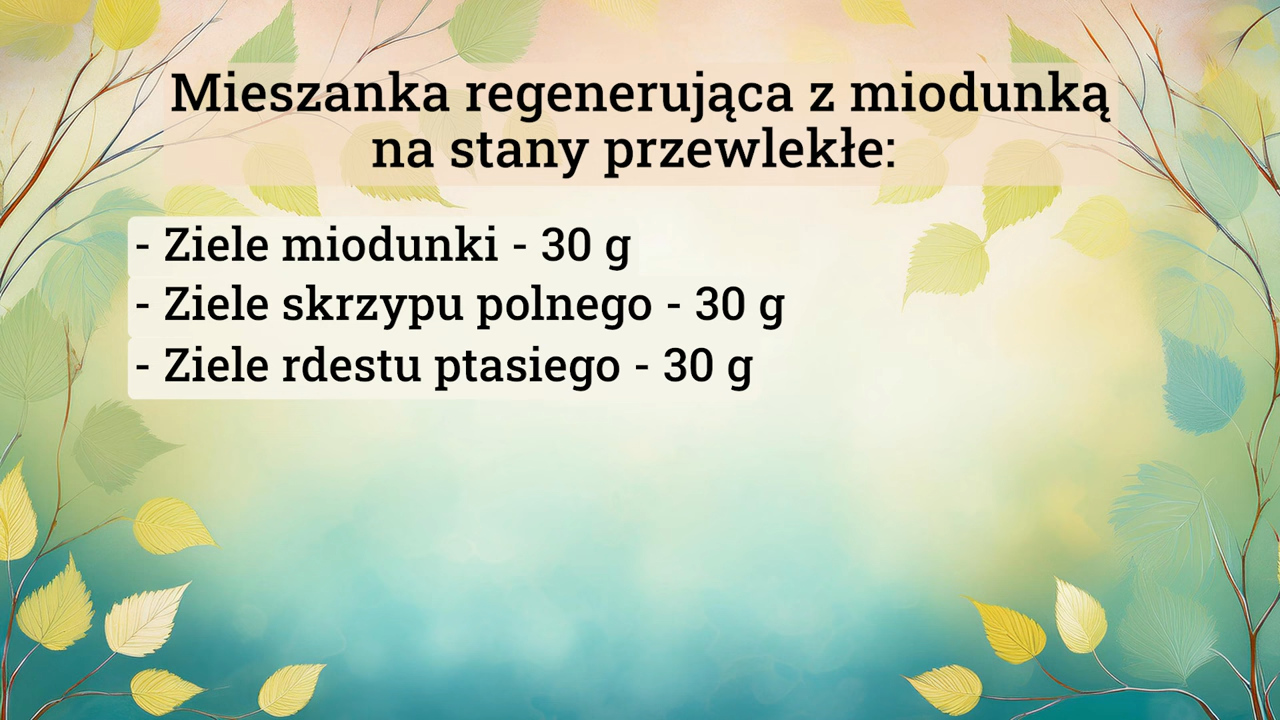 Mieszanka regenerująca z miodunką
na stany przewlekłe:
- Ziele miodunki - 30 g
- Ziele skrzypu polnego - 30 g
- Ziele rdestu ptasiego - 30 g